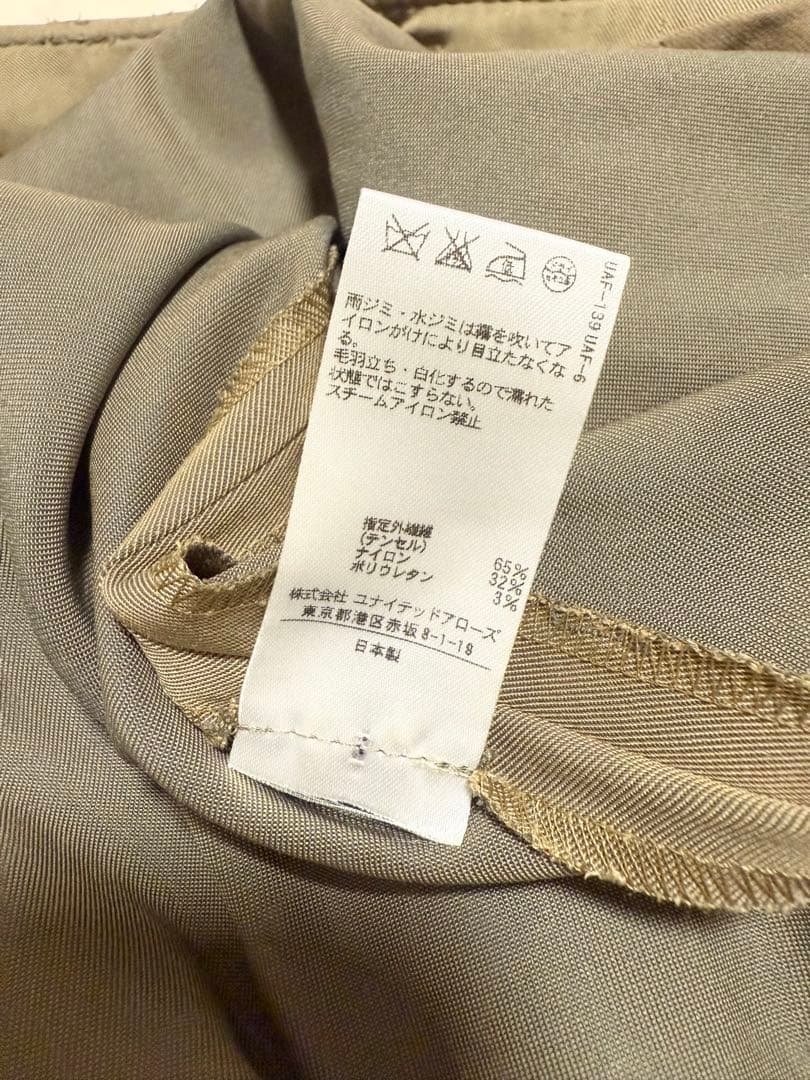 UAF-139 UAF-6
低
雨ジミ・水ジミは霧を吹いてア
イロンがけにより目立たなくな
る。
毛羽立ち・白化するので濡れた
状態ではこすらない。
スチームアイロン禁止
指定外繊維
(テンセル) 65%
ナイロン 32%
ポリウレタン 3%
株式会社 ユナイテッドアローズ
東京都港区赤坂8-1-19
日本製